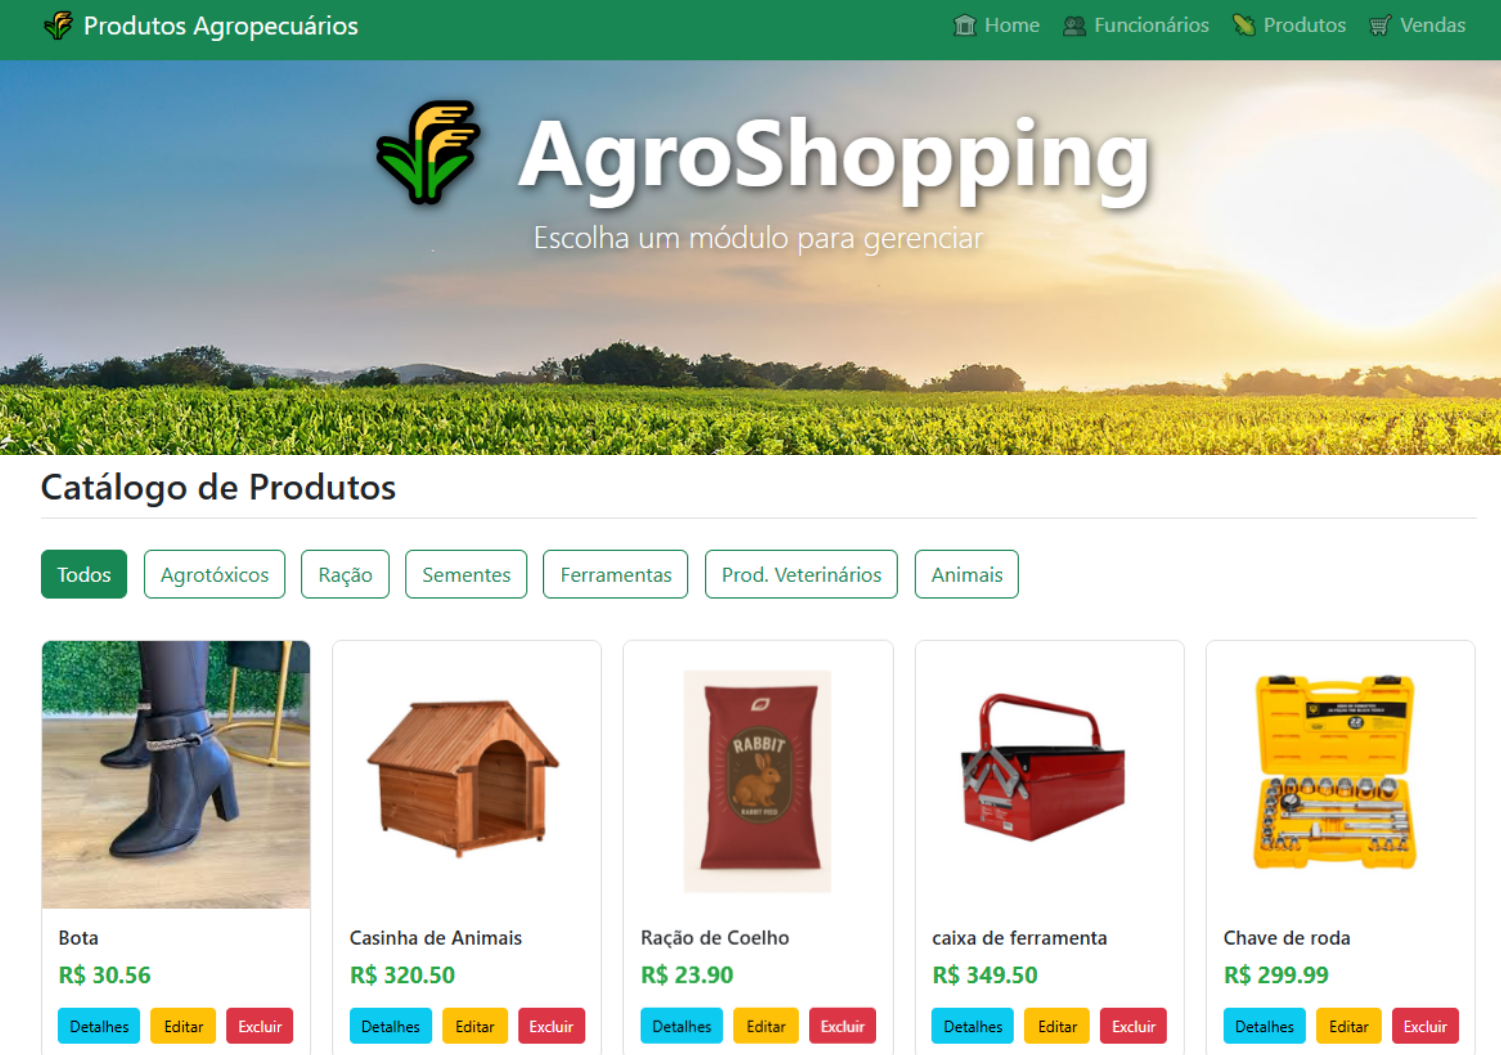 Produtos Agropecuários
Home Funcionários Produtos Vendas
AgroShopping
Escolha um módulo para gerenciar
Catálogo de Produtos
Todos Agrotóxicos Ração Sementes Ferramentas Prod. Veterinários Animais
RABBIT
RABBIT FEED
22
Bota Casinha de Animais Ração de Coelho caixa de ferramenta Chave de roda
R$ 30.56 R$ 320.50 R$ 23.90 R$ 349.50 R$ 299.99
Detalhes Editar Excluir Detalhes Editar Excluir Detalhes Editar Excluir Detalhes Editar Excluir Detalhes Editar Excluir